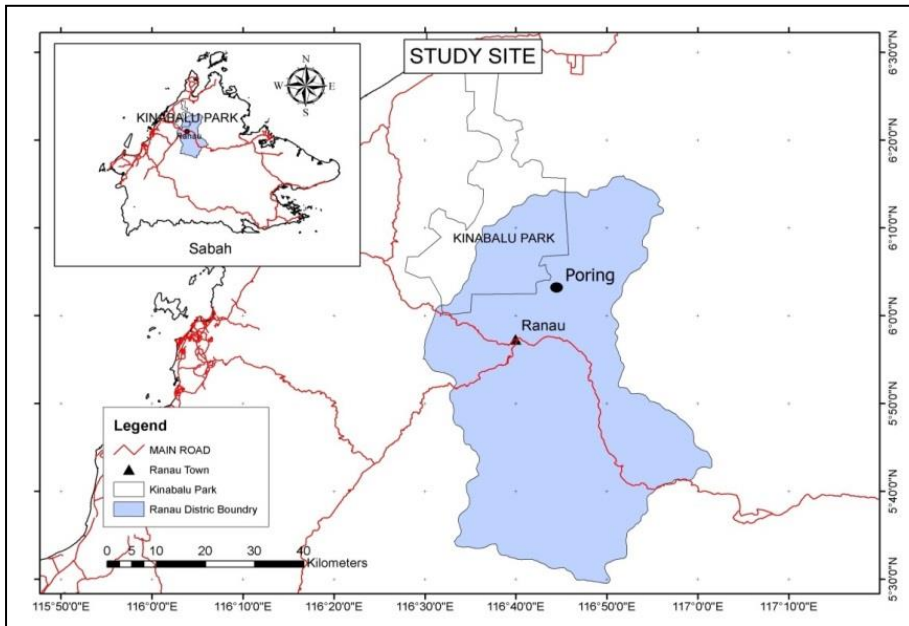 STUDY SITE
N
W E
S
KINABALU PARK
Ranau
Sabah
KINABALU PARK
Poring
Ranau
Legend
MAIN ROAD
Ranau Town
Kinabalu Park
Ranau Distric Boundry
0 5 10 20 30 40
Kilometers
6°30'0"N
6°20'0"N
6°10'0"N
6°0'0"N
5°50'0"N
5°40'0"N
5°30'0"N
115°50'0"E 116°0'0"E 116°10'0"E 116°20'0"E 116°30'0"E 116°40'0"E 116°50'0"E 117°0'0"E 117°10'0"E